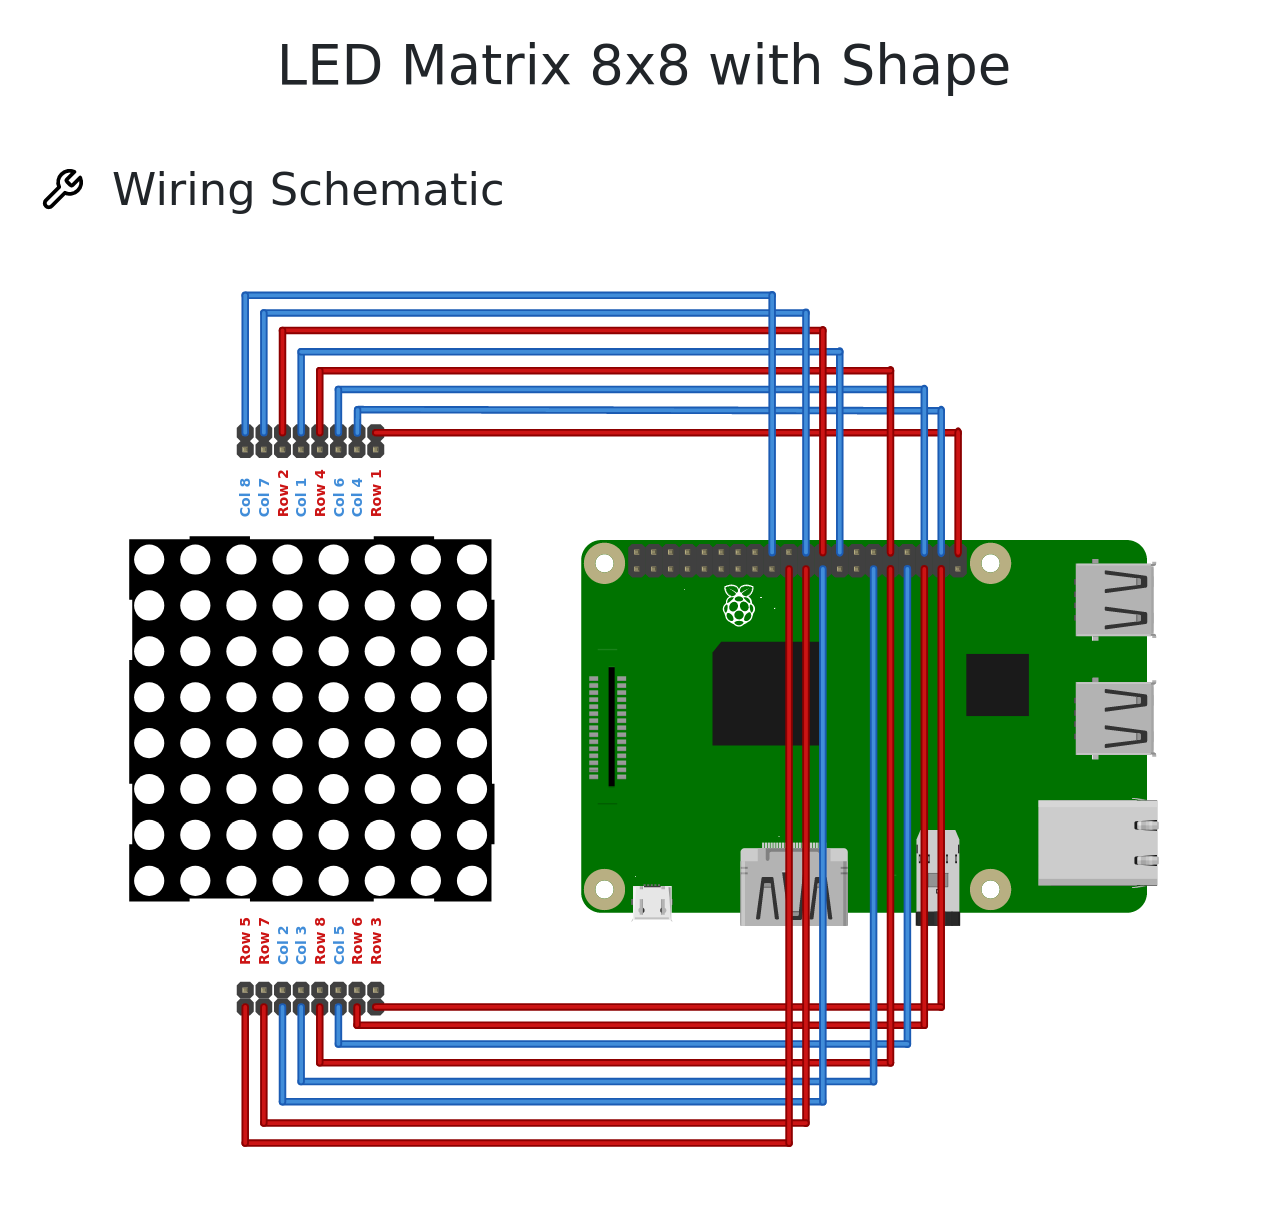 LED Matrix 8x8 with Shape
Wiring Schematic
Col 8
Col 7
Row 2
Col 1
Row 4
Col 6
Col 4
Row 1
Row 5
Row 7
Col 2
Col 3
Row 8
Col 5
Row 6
Row 3